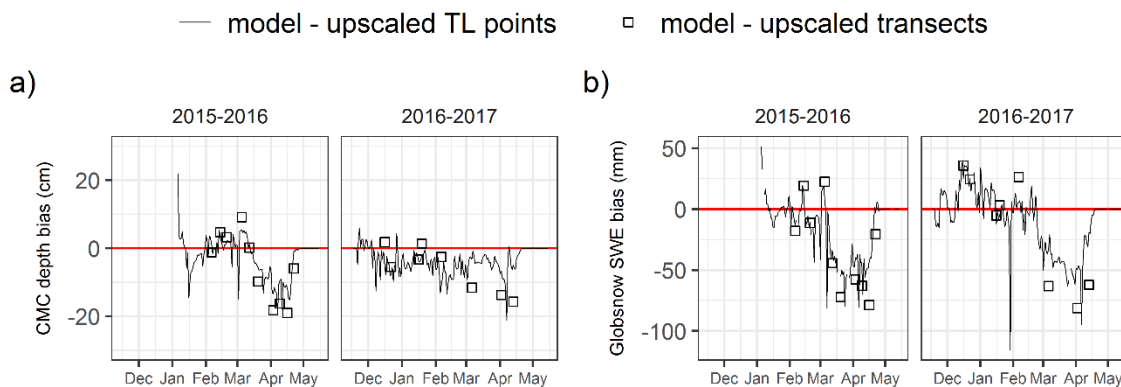 model - upscaled TL points
model - upscaled transects
a)
2015-2016
2016-2017
CMC depth bias (cm)
20
0
-20
Dec Jan Feb Mar Apr May
Dec Jan Feb Mar Apr May
b)
2015-2016
2016-2017
Globsnow SWE bias (mm)
50
0
-50
-100
Dec Jan Feb Mar Apr May
Dec Jan Feb Mar Apr May